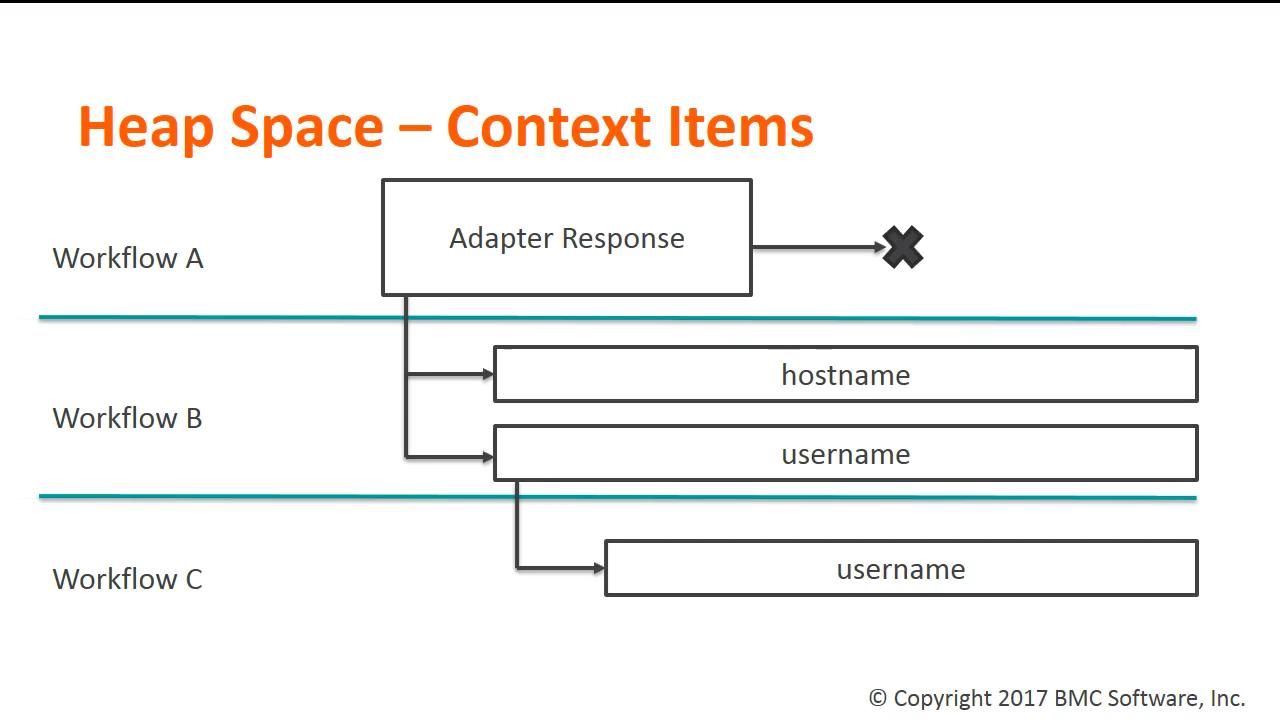 Heap Space – Context Items
Adapter Response
Workflow A
hostname
Workflow B
username
username
Workflow C
© Copyright 2017 BMC Software, Inc.